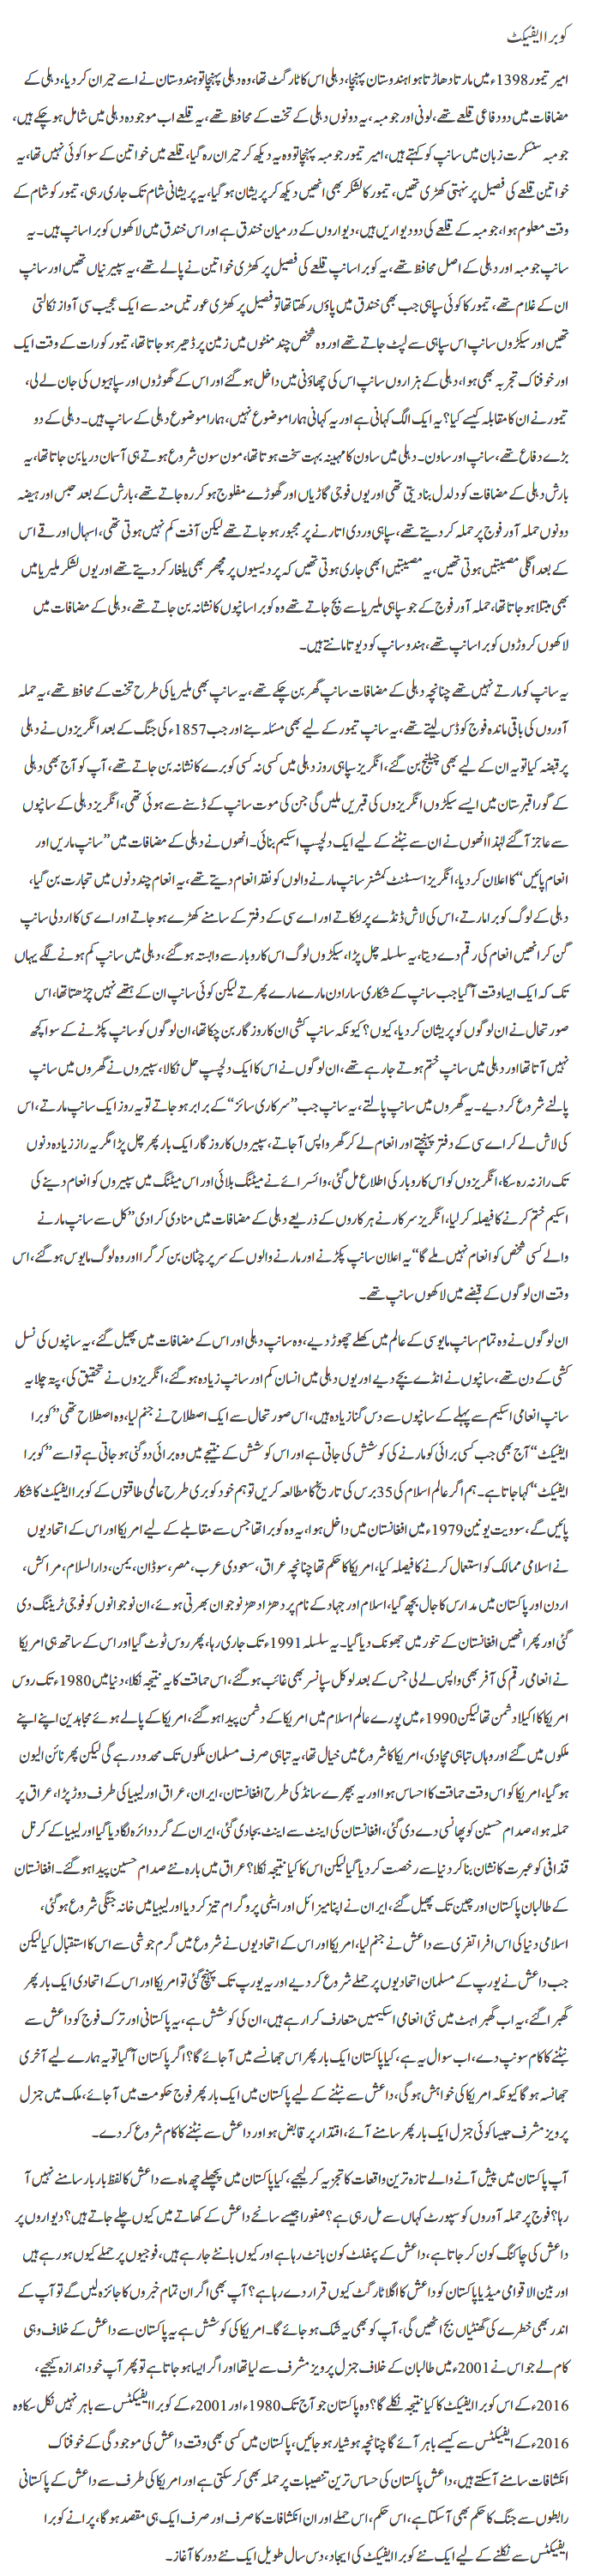 کوبرا ایفیکٹ
امیر تیمور 1398ء میں مارتا دھاڑتا ہوا ہندوستان پہنچا، دہلی اس کا ٹارگٹ تھا، وہ دہلی پہنچا تو ہندوستان نے اسے حیران کر دیا، دہلی کے
مضافات میں دو دفاعی قلعے تھے، لونی اور جومبہ، یہ دونوں دہلی کے تخت کے محافظ تھے، یہ قلعے اب موجودہ دہلی میں شامل ہو چکے ہیں،
جومبہ سنسکرت زبان میں سانپ کو کہتے ہیں، امیر تیمور جومبہ پہنچا تو وہ یہ دیکھ کر حیران رہ گیا، قلعے میں خواتین کے سوا کوئی نہیں تھا، یہ
خواتین قلعے کی فصیل پر نہتی کھڑی تھیں، تیمور کا لشکر بھی انھیں دیکھ کر پریشان ہو گیا، یہ پریشانی شام تک جاری رہی، تیمور کو شام کے
وقت معلوم ہوا، جومبہ کے قلعے کی دو دیواریں ہیں، دیواروں کے درمیان خندق ہے اور اس خندق میں لاکھوں کوبرا سانپ ہیں۔ یہ
سانپ جومبہ اور دہلی کے اصل محافظ تھے، یہ کوبرا سانپ قلعے کی فصیل پر کھڑی خواتین نے پالے تھے، یہ سپیرنیاں تھیں اور سانپ
ان کے غلام تھے، تیمور کا کوئی سپاہی جب بھی خندق میں پاؤں رکھتا تھا تو فصیل پر کھڑی عورتیں منہ سے ایک عجیب سی آواز نکالتی
تھیں اور سیکڑوں سانپ اس سپاہی سے لپٹ جاتے تھے اور وہ شخص چند منٹوں میں زمین پر ڈھیر ہو جاتا تھا، تیمور کو رات کے وقت ایک
اور خوفناک تجربہ بھی ہوا، دہلی کے ہزاروں سانپ اس کی چھاؤنی میں داخل ہو گئے اور اس کے گھوڑوں اور سپاہیوں کی جان لے لی،
تیمور نے ان کا مقابلہ کیسے کیا؟ یہ ایک الگ کہانی ہے اور یہ کہانی ہمارا موضوع نہیں، ہمارا موضوع دہلی کے سانپ ہیں۔ دہلی کے دو
بڑے دفاع تھے، سانپ اور ساون۔ دہلی میں ساون کا مہینہ بہت سخت ہوتا تھا، مون سون شروع ہوتے ہی آسمان دریا بن جاتا تھا، یہ
بارش دہلی کے مضافات کو دلدل بنا دیتی تھی اور یوں فوجی گاڑیاں اور گھوڑے مفلوج ہو کر رہ جاتے تھے، بارش کے بعد حبس اور ہیضہ
دونوں حملہ آور فوج پر حملہ کر دیتے تھے، سپاہی وردی اتارنے پر مجبور ہو جاتے تھے لیکن آفت کم نہیں ہوتی تھی، اسہال اور قے اس
کے بعد اگلی مصیبتیں ہوتی تھیں، یہ مصیبتیں ابھی جاری ہوتی تھیں کہ پردیسیوں پر مچھر بھی یلغار کر دیتے تھے اور یوں لشکر ملیریا میں
بھی مبتلا ہو جاتا تھا، حملہ آور فوج کے جو سپاہی ملیریا سے بچ جاتے تھے وہ کوبرا سانپوں کا نشانہ بن جاتے تھے، دہلی کے مضافات میں
لاکھوں کروڑوں کوبرا سانپ تھے، ہندو سانپ کو دیوتا مانتے ہیں۔
یہ سانپ کو مارتے نہیں تھے چنانچہ دہلی کے مضافات سانپ گھر بن چکے تھے، یہ سانپ بھی ملیریا کی طرح تخت کے محافظ تھے، یہ حملہ
آوروں کی باقی ماندہ فوج کو ڈس لیتے تھے، یہ سانپ تیمور کے لیے بھی مسئلہ بنے اور جب 1857ء کی جنگ کے بعد انگریزوں نے دہلی
پر قبضہ کیا تو یہ ان کے لیے بھی چیلنج بن گئے، انگریز سپاہی روز دہلی میں کسی نہ کسی کوبرے کا نشانہ بن جاتے تھے، آپ کو آج بھی دہلی
کے گورا قبرستان میں ایسے سیکڑوں انگریزوں کی قبریں ملیں گی جن کی موت سانپ کے ڈسنے سے ہوئی تھی، انگریز دہلی کے سانپوں
سے عاجز آ گئے لہٰذا انھوں نے ان سے نبٹنے کے لیے ایک دلچسپ اسکیم بنائی۔ انھوں نے دہلی کے مضافات میں ”سانپ ماریں اور
انعام پائیں“ کا اعلان کر دیا، انگریز اسسٹنٹ کمشنر سانپ مارنے والوں کو نقد انعام دیتے تھے، یہ انعام چند دنوں میں تجارت بن گیا،
دہلی کے لوگ کوبرا مارتے، اس کی لاش ڈنڈے پر لٹکاتے اور اے سی کے دفتر کے سامنے کھڑے ہو جاتے اور اے سی کا اردلی سانپ
گن کر انھیں انعام کی رقم دے دیتا، یہ سلسلہ چل پڑا، سیکڑوں لوگ اس کاروبار سے وابستہ ہو گئے، دہلی میں سانپ کم ہونے لگے یہاں
تک کہ ایک ایسا وقت آ گیا جب سانپ کے شکاری سارا دن مارے مارے پھرتے لیکن کوئی سانپ ان کے ہتھے نہیں چڑھتا تھا، اس
صورتحال نے ان لوگوں کو پریشان کر دیا، کیوں؟ کیونکہ سانپ کشی ان کا روزگار بن چکا تھا، ان لوگوں کو سانپ پکڑنے کے سوا کچھ
نہیں آتا تھا اور دہلی میں سانپ ختم ہوتے جا رہے تھے، ان لوگوں نے اس کا ایک دلچسپ حل نکالا، سپیروں نے گھروں میں سانپ
پالنے شروع کر دیے۔ یہ گھروں میں سانپ پالتے، یہ سانپ جب ”سرکاری سائز“ کے برابر ہو جاتے تو یہ روز ایک سانپ مارتے، اس
کی لاش لے کر اے سی کے دفتر پہنچتے اور انعام لے کر گھر واپس آ جاتے، سپیروں کا روزگار ایک بار پھر چل پڑا مگر یہ راز زیادہ دنوں
تک راز نہ رہ سکا، انگریزوں کو اس کاروبار کی اطلاع مل گئی، وائسرائے نے میٹنگ بلائی اور اس میٹنگ میں سپیروں کو انعام دینے کی
اسکیم ختم کرنے کا فیصلہ کر لیا، انگریز سرکار نے ہرکاروں کے ذریعے دہلی کے مضافات میں منادی کرا دی ”کل سے سانپ مارنے
والے کسی شخص کو انعام نہیں ملے گا“ یہ اعلان سانپ پکڑنے اور مارنے والوں کے سر پر چٹان بن کر گرا اور وہ لوگ مایوس ہو گئے، اس
وقت ان لوگوں کے قبضے میں لاکھوں سانپ تھے۔
ان لوگوں نے وہ تمام سانپ مایوسی کے عالم میں کھلے چھوڑ دیے، وہ سانپ دہلی اور اس کے مضافات میں پھیل گئے، یہ سانپوں کی نسل
کشی کے دن تھے، سانپوں نے انڈے بچے دیے اور یوں دہلی میں انسان کم اور سانپ زیادہ ہو گئے، انگریزوں نے تحقیق کی، پتہ چلا یہ
سانپ انعامی اسکیم سے پہلے کے سانپوں سے دس گنا زیادہ ہیں، اس صورتحال سے ایک اصطلاح نے جنم لیا، وہ اصطلاح تھی ”کوبرا
ایفیکٹ“ آج بھی جب کسی برائی کو مارنے کی کوشش کی جاتی ہے اور اس کوشش کے نتیجے میں وہ برائی دوگنی ہو جاتی ہے تو اسے ”کوبرا
ایفیکٹ“ کہا جاتا ہے۔ ہم اگر عالم اسلام کی 35 برس کی تاریخ کا مطالعہ کریں تو ہم خود کو بری طرح عالمی طاقتوں کے کوبرا ایفیکٹ کا شکار
پائیں گے، سوویت یونین 1979ء میں افغانستان میں داخل ہوا، یہ وہ کوبرا تھا جس سے مقابلے کے لیے امریکا اور اس کے اتحادیوں
نے اسلامی ممالک کو استعمال کرنے کا فیصلہ کیا، امریکا کا حکم تھا چنانچہ عراق، سعودی عرب، مصر، سوڈان، یمن، دارالسلام، مراکش،
اردن اور پاکستان میں مدارس کا جال بچھ گیا، اسلام اور جہاد کے نام پر دھڑا دھڑ نوجوان بھرتی ہوئے، ان نوجوانوں کو فوجی ٹریننگ دی
گئی اور پھر انھیں افغانستان کے تنور میں جھونک دیا گیا۔ یہ سلسلہ 1991ء تک جاری رہا، پھر روس ٹوٹ گیا اور اس کے ساتھ ہی امریکا
نے انعامی رقم کی آفر بھی واپس لے لی جس کے بعد لوکل سپانسر بھی غائب ہو گئے، اس حماقت کا یہ نتیجہ نکلا، دنیا میں 1980ء تک روس
امریکا کا اکیلا دشمن تھا لیکن 1990ء میں پورے عالم اسلام میں امریکا کے دشمن پیدا ہو گئے، امریکا کے پالے ہوئے مجاہدین اپنے اپنے
ملکوں میں گئے اور وہاں تباہی مچا دی، امریکا کا شروع میں خیال تھا، یہ تباہی صرف مسلمان ملکوں تک محدود رہے گی لیکن پھر نائن الیون
ہو گیا، امریکا کو اس وقت حماقت کا احساس ہوا اور یہ بپھرے سانڈ کی طرح افغانستان، ایران، عراق اور لیبیا کی طرف دوڑ پڑا، عراق پر
حملہ ہوا، صدام حسین کو پھانسی دے دی گئی، افغانستان کی اینٹ سے اینٹ بجا دی گئی، ایران کے گرد دائرہ لگا دیا گیا اور لیبیا کے کرنل
قذافی کو عبرت کا نشان بنا کر دنیا سے رخصت کر دیا گیا لیکن اس کا کیا نتیجہ نکلا؟ عراق میں بارہ نئے صدام حسین پیدا ہو گئے۔ افغانستان
کے طالبان پاکستان اور چین تک پھیل گئے، ایران نے اپنا میزائل اور ایٹمی پروگرام تیز کر دیا اور لیبیا میں خانہ جنگی شروع ہو گئی،
اسلامی دنیا کی اس افراتفری سے داعش نے جنم لیا، امریکا اور اس کے اتحادیوں نے شروع میں گرم جوشی سے اس کا استقبال کیا لیکن
جب داعش نے یورپ کے مسلمان اتحادیوں پر حملے شروع کر دیے اور یہ یورپ تک پہنچ گئی تو امریکا اور اس کے اتحادی ایک بار پھر
گھبرا گئے، یہ اب گھبراہٹ میں نئی انعامی اسکیمیں متعارف کرا رہے ہیں، ان کی کوشش ہے، یہ پاکستانی اور ترک فوج کو داعش سے
نبٹنے کا کام سونپ دے، اب سوال یہ ہے، کیا پاکستان ایک بار پھر اس جھانسے میں آ جائے گا؟ اگر پاکستان آ گیا تو یہ ہمارے لیے آخری
جھانسہ ہو گا کیونکہ امریکا کی خواہش ہو گی، داعش سے نبٹنے کے لیے پاکستان میں ایک بار پھر فوج حکومت میں آ جائے، ملک میں جنرل
پرویز مشرف جیسا کوئی جنرل ایک بار پھر سامنے آئے، اقتدار پر قابض ہو اور داعش سے نبٹنے کا کام شروع کر دے۔
آپ پاکستان میں پیش آنے والے تازہ ترین واقعات کا تجزیہ کر لیجیے، کیا پاکستان میں پچھلے چھ ماہ سے داعش کا لفظ بار بار سامنے نہیں آ
رہا؟ فوج پر حملہ آوروں کو سپورٹ کہاں سے مل رہی ہے؟ صفورا جیسے سانحے داعش کے کھاتے میں کیوں چلے جاتے ہیں؟ دیواروں پر
داعش کی چاکنگ کون کر جاتا ہے، داعش کے پمفلٹ کون بانٹ رہا ہے اور کیوں بانٹے جا رہے ہیں، فوجیوں پر حملے کیوں ہو رہے ہیں
اور بین الاقوامی میڈیا پاکستان کو داعش کا اگلا ٹارگٹ کیوں قرار دے رہا ہے؟ آپ بھی اگر ان تمام خبروں کا جائزہ لیں گے تو آپ کے
اندر بھی خطرے کی گھنٹیاں بج اٹھیں گی، آپ کو بھی یہ شک ہو جائے گا۔ امریکا کی کوشش ہے یہ پاکستان سے داعش کے خلاف وہی
کام لے جو اس نے 2001ء میں طالبان کے خلاف جنرل پرویز مشرف سے لیا تھا اور اگر ایسا ہو جاتا ہے تو پھر آپ خود اندازہ کیجیے،
2016ء کے اس کوبرا ایفیکٹ کا کیا نتیجہ نکلے گا؟ وہ پاکستان جو آج تک 1980ء اور 2001ء کے کوبرا ایفیکٹس سے باہر نہیں نکل سکا وہ
2016ء کے ایفیکٹس سے کیسے باہر آئے گا چنانچہ ہوشیار ہو جائیں، پاکستان میں کسی بھی وقت داعش کی موجودگی کے خوفناک
انکشافات سامنے آ سکتے ہیں، داعش پاکستان کی حساس ترین تنصیبات پر حملہ بھی کر سکتی ہے اور امریکا کی طرف سے داعش کے پاکستانی
رابطوں سے جنگ کا حکم بھی آ سکتا ہے، اس حکم، اس حملے اور ان انکشافات کا صرف اور صرف ایک ہی مقصد ہو گا، پرانے کوبرا
ایفیکٹس سے نکلنے کے لیے ایک نئے کوبرا ایفیکٹ کی ایجاد، دس سال طویل ایک نئے دور کا آغاز۔